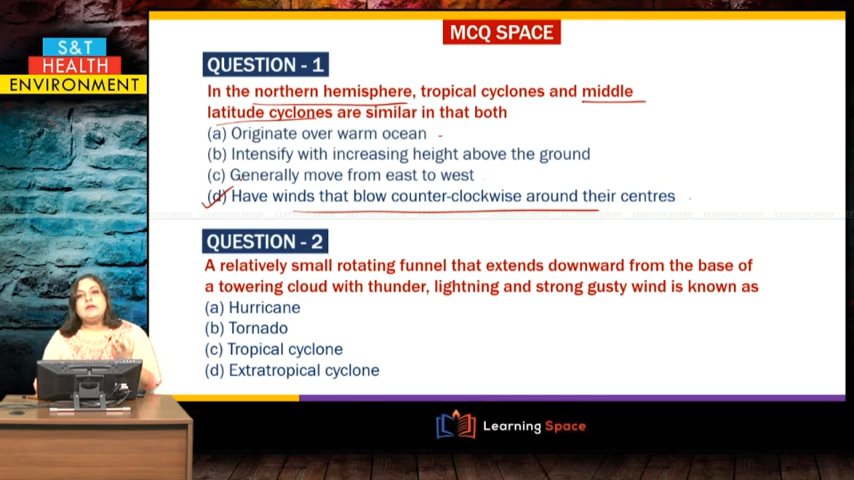 MCQ SPACE
S&T
HEALTH
ENVIRONMENT
QUESTION - 1
In the northern hemisphere, tropical cyclones and middle
latitude cyclones are similar in that both
(a) Originate over warm ocean
(b) Intensify with increasing height above the ground
(c) Generally move from east to west
(d) Have winds that blow counter-clockwise around their centres
QUESTION - 2
A relatively small rotating funnel that extends downward from the base of
a towering cloud with thunder, lightning and strong gusty wind is known as
(a) Hurricane
(b) Tornado
(c) Tropical cyclone
(d) Extratropical cyclone
Learning Space